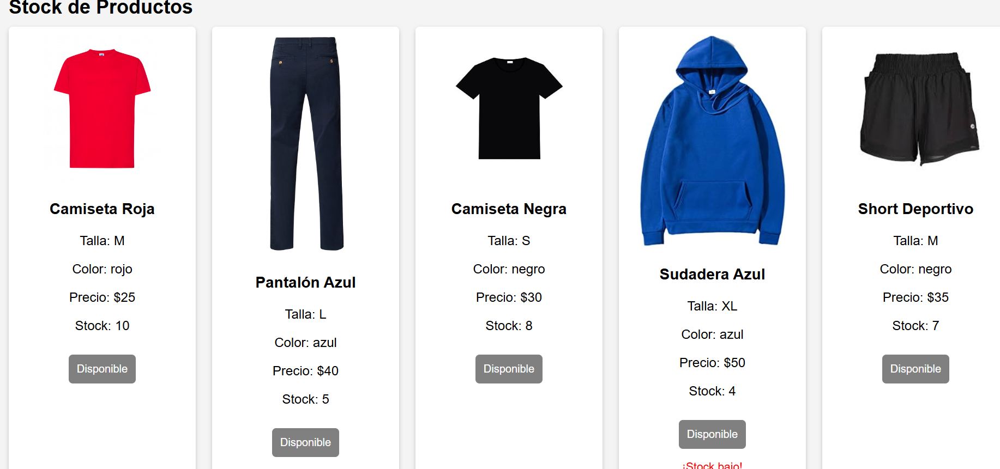 Stock de Productos
Camiseta Roja
Talla: M
Color: rojo
Precio: $25
Stock: 10
Disponible
Pantalón Azul
Talla: L
Color: azul
Precio: $40
Stock: 5
Disponible
Camiseta Negra
Talla: S
Color: negro
Precio: $30
Stock: 8
Disponible
Sudadera Azul
Talla: XL
Color: azul
Precio: $50
Stock: 4
Disponible
¡Stock bajo!
Short Deportivo
Talla: M
Color: negro
Precio: $35
Stock: 7
Disponible